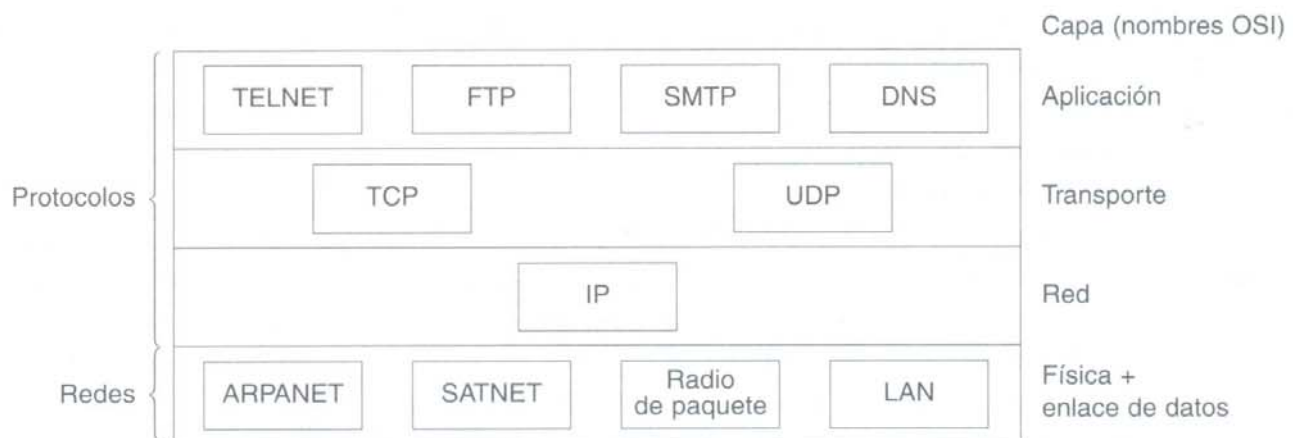 Capa (nombres OSI)
TELNET FTP SMTP DNS Aplicación
Protocolos TCP UDP Transporte
IP Red
Redes ARPANET SATNET Radio de paquete LAN Física +
enlace de datos